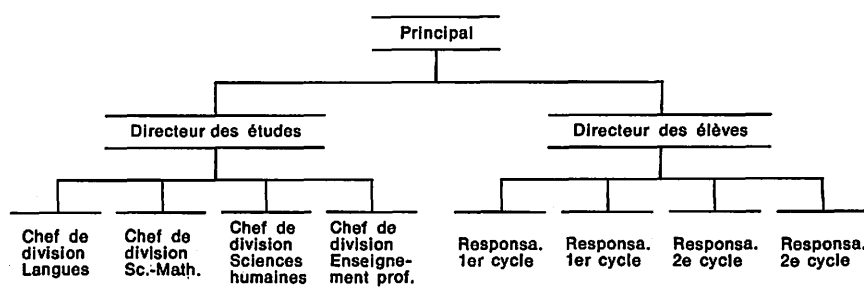 Principal
Directeur des études
Directeur des élèves
Chef de
division
Langues
Chef de
division
Sc.-Math.
Chef de
division
Sciences
humaines
Chef de
division
Enseigne-
ment prof.
Responsa.
1er cycle
Responsa.
1er cycle
Responsa.
2e cycle
Responsa.
2e cycle